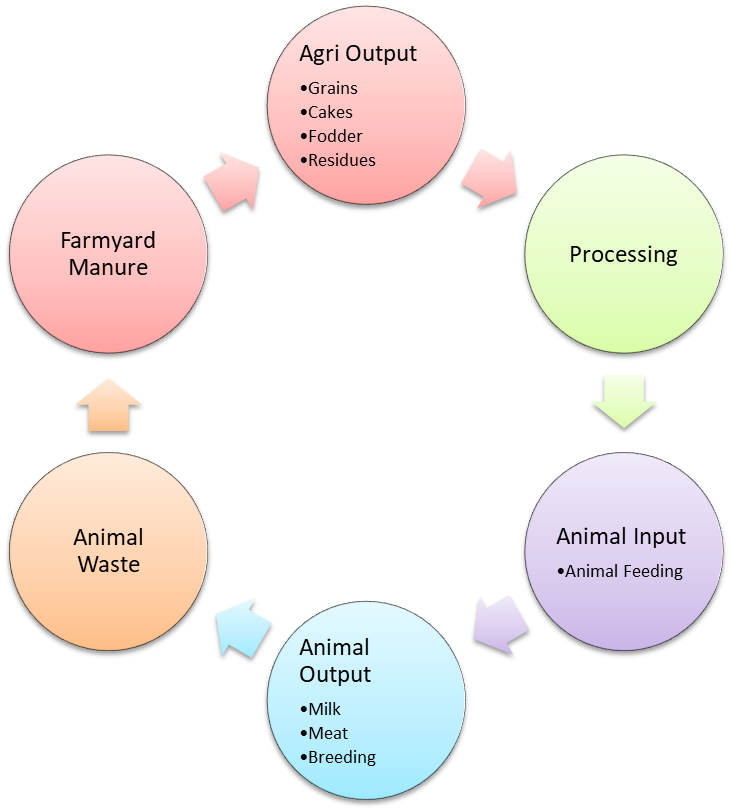 Agri Output
•Grains
•Cakes
•Fodder
•Residues
Processing
Animal Input
•Animal Feeding
Animal
Output
•Milk
•Meat
•Breeding
Animal
Waste
Farmyard
Manure